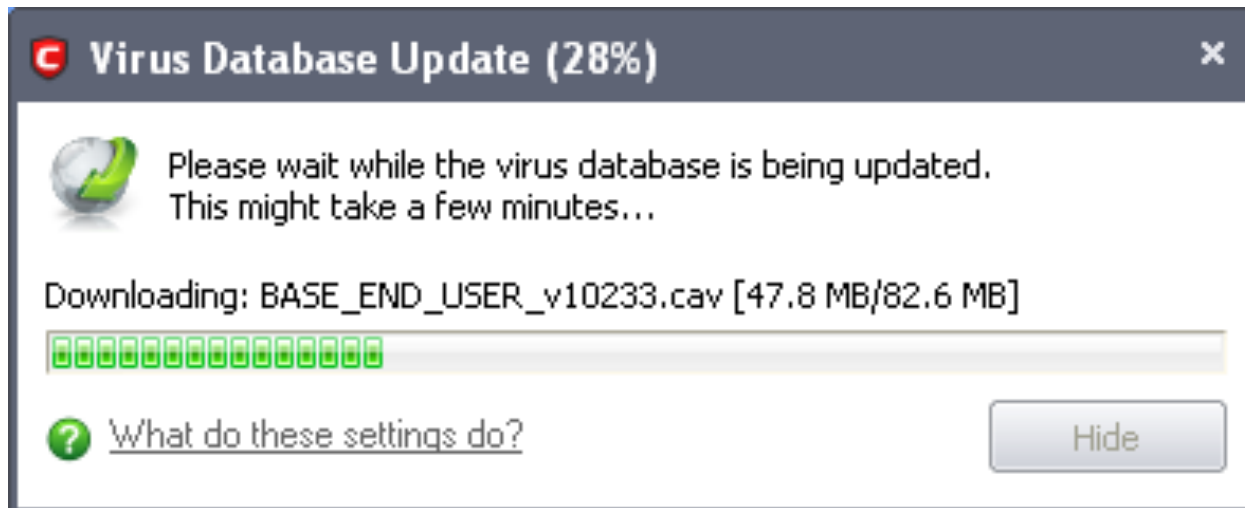 Virus Database Update (28%)
Please wait while the virus database is being updated.
This might take a few minutes...
Downloading: BASE_END_USER_v10233.cav [47.8 MB/82.6 MB]
What do these settings do?
Hide